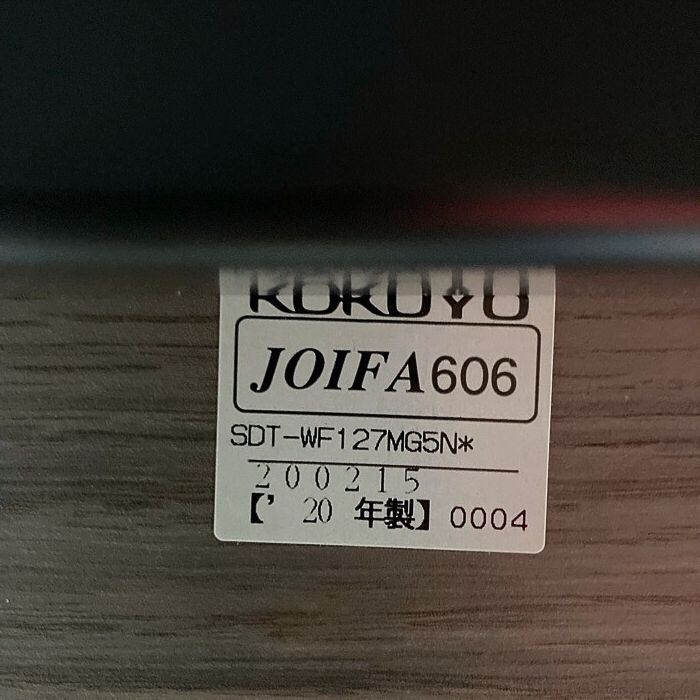 KOKUYO
JOIFA606
SDT-WF127MG5N*
200215
【’20 年製】 0004